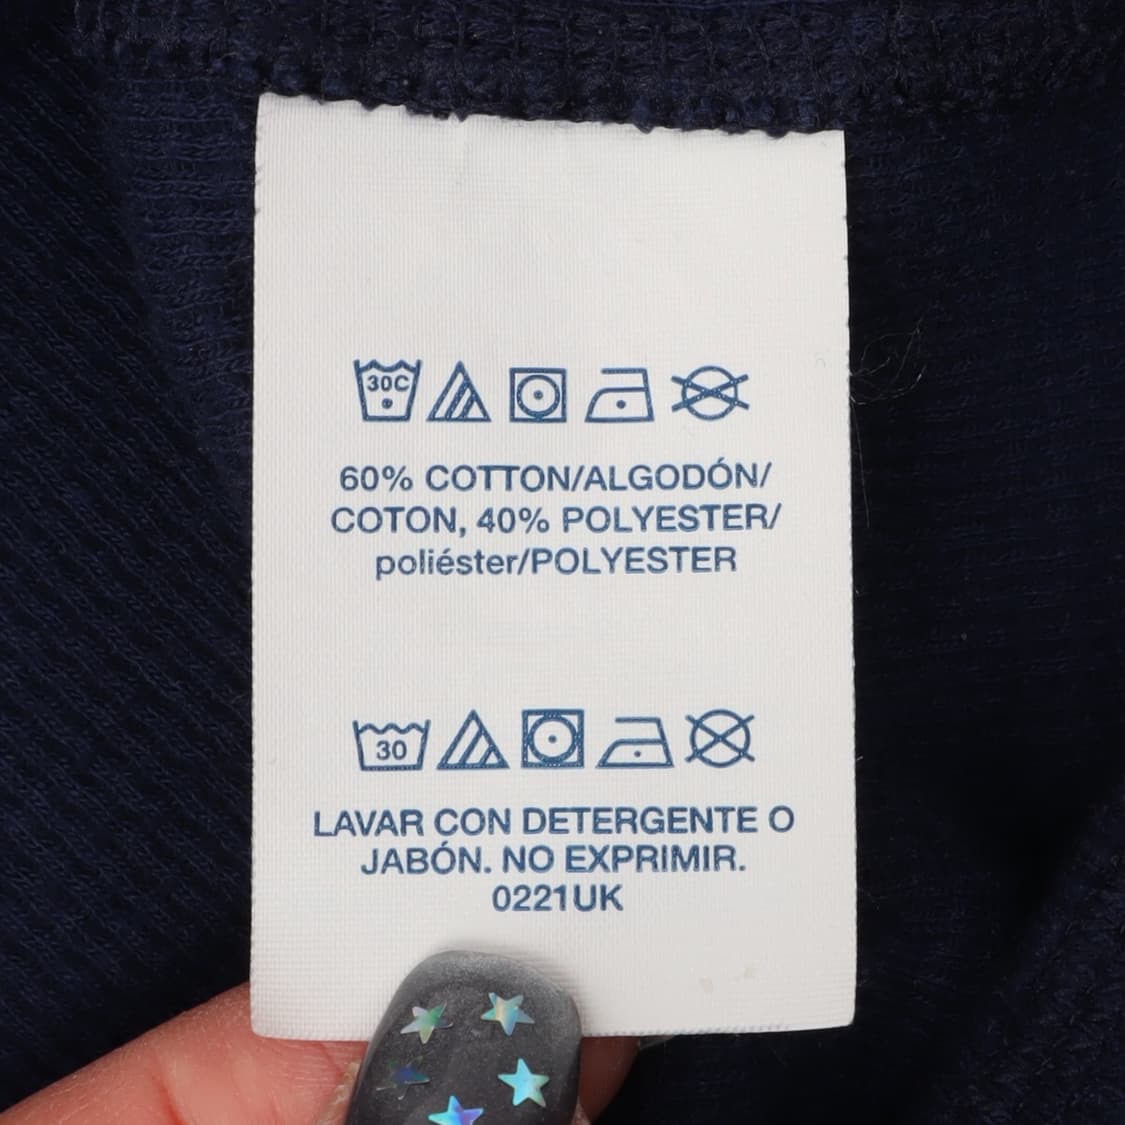 30C
60% COTTON/ALGODÓN/
COTON, 40% POLYESTER/
poliéster/POLYESTER
30
LAVAR CON DETERGENTE O
JABÓN. NO EXPRIMIR.
0221UK